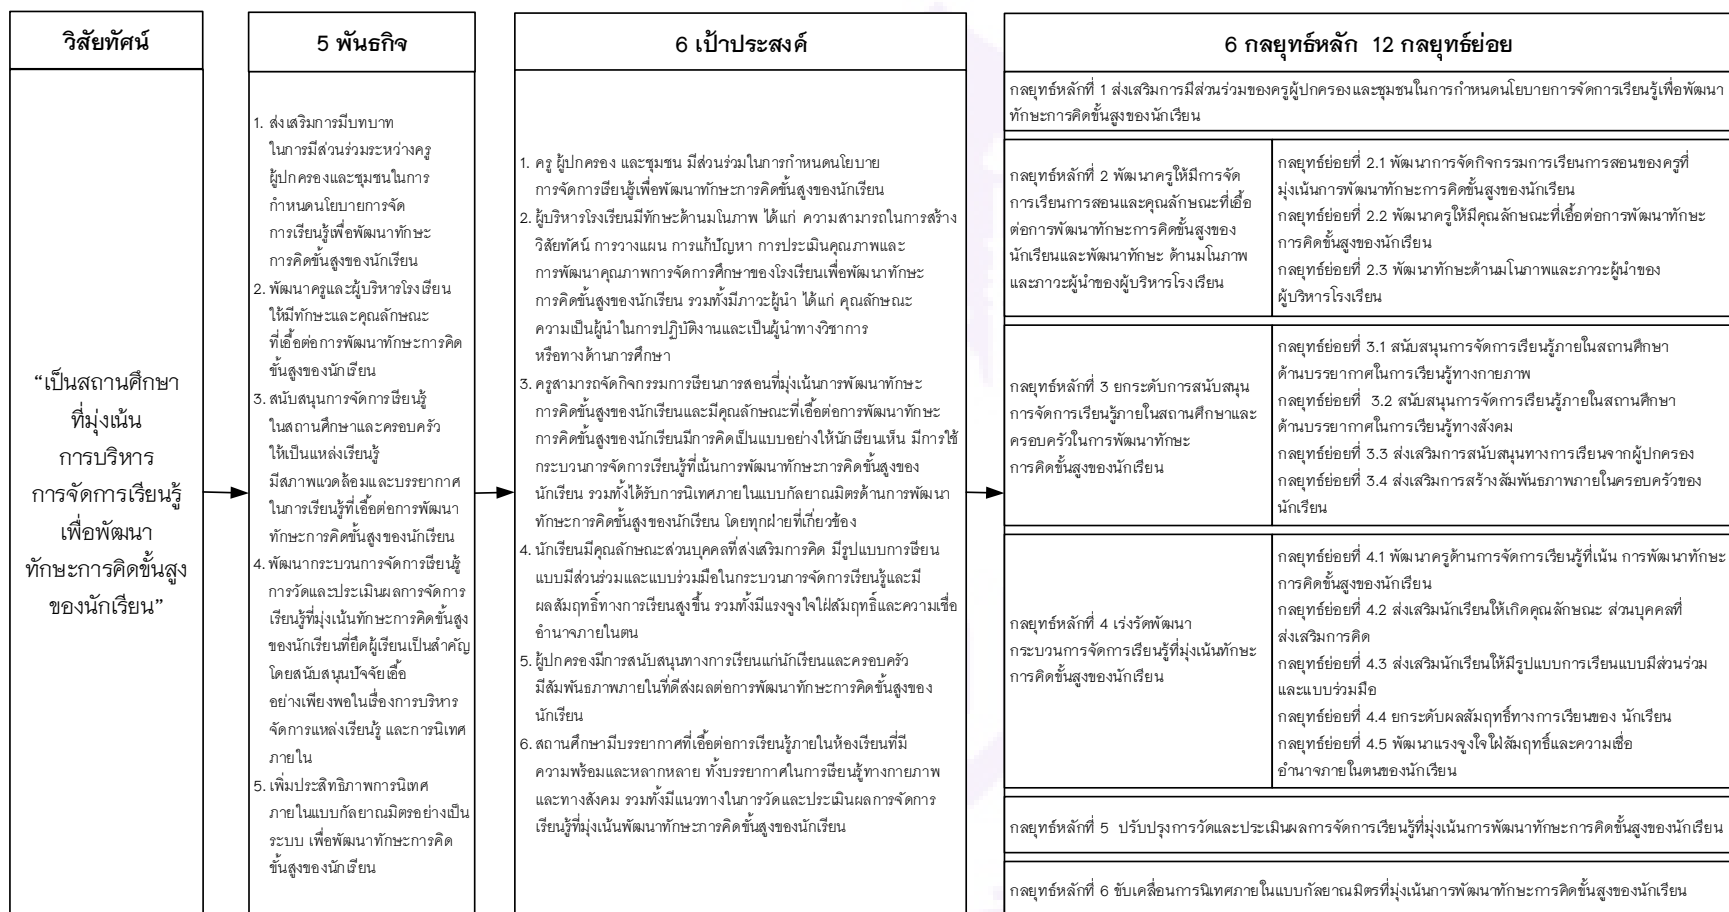 วิสัยทัศน์
“เป็นสถานศึกษา
ที่มุ่งเน้น
การบริหาร
การจัดการเรียนรู้
เพื่อพัฒนา
ทักษะการคิดขั้นสูง
ของนักเรียน”
5 พันธกิจ
1. ส่งเสริมการมีบทบาท
ในการมีส่วนร่วมระหว่างครู
ผู้ปกครองและชุมชนในการ
กำหนดนโยบายการจัด
การเรียนรู้เพื่อพัฒนาทักษะ
การคิดขั้นสูงของนักเรียน
2. พัฒนาครูและผู้บริหารโรงเรียน
ให้มีทักษะและคุณลักษณะ
ที่เอื้อต่อการพัฒนาทักษะการคิด
ขั้นสูงของนักเรียน
3. สนับสนุนการจัดการเรียนรู้
ในสถานศึกษาและครอบครัว
ให้เป็นแหล่งเรียนรู้
มีสภาพแวดล้อมและบรรยากาศ
ในการเรียนรู้ที่เอื้อต่อการพัฒนา
ทักษะการคิดขั้นสูงของนักเรียน
4. พัฒนากระบวนการจัดการเรียนรู้
การวัดและประเมินผลการจัดการ
เรียนรู้ที่มุ่งเน้นทักษะการคิดขั้นสูง
ของนักเรียนที่ยึดผู้เรียนเป็นสำคัญ
โดยสนับสนุนปัจจัยเอื้อ
อย่างเพียงพอในเรื่องการบริหาร
จัดการแหล่งเรียนรู้ และการนิเทศ
ภายใน
5. เพิ่มประสิทธิภาพการนิเทศ
ภายในแบบกัลยาณมิตรอย่างเป็น
ระบบ เพื่อพัฒนาทักษะการคิด
ขั้นสูงของนักเรียน
6 เป้าประสงค์
1. ครู ผู้ปกครอง และชุมชน มีส่วนร่วมในการกำหนดนโยบาย
การจัดการเรียนรู้เพื่อพัฒนาทักษะการคิดขั้นสูงของนักเรียน
2. ผู้บริหารโรงเรียนมีทักษะด้านมโนภาพ ได้แก่ ความสามารถในการสร้าง
วิสัยทัศน์ การวางแผน การแก้ปัญหา การประเมินคุณภาพและ
การพัฒนาคุณภาพการจัดการศึกษาของโรงเรียนเพื่อพัฒนาทักษะ
การคิดขั้นสูงของนักเรียน รวมทั้งมีภาวะผู้นำ ได้แก่ คุณลักษณะ
ความเป็นผู้นำในการปฏิบัติงานและเป็นผู้นำทางวิชาการ
หรือทางด้านการศึกษา
3. ครูสามารถจัดกิจกรรมการเรียนการสอนที่มุ่งเน้นการพัฒนาทักษะ
การคิดขั้นสูงของนักเรียนและมีคุณลักษณะที่เอื้อต่อการพัฒนาทักษะ
การคิดขั้นสูงของนักเรียนมีการคิดเป็นแบบอย่างให้นักเรียนเห็น มีการใช้
กระบวนการจัดการเรียนรู้ที่เน้นการพัฒนาทักษะการคิดขั้นสูงของ
นักเรียน รวมทั้งได้รับการนิเทศภายในแบบกัลยาณมิตรด้านการพัฒนา
ทักษะการคิดขั้นสูงของนักเรียน โดยทุกฝ่ายที่เกี่ยวข้อง
4. นักเรียนมีคุณลักษณะส่วนบุคคลที่ส่งเสริมการคิด มีรูปแบบการเรียน
แบบมีส่วนร่วมและแบบร่วมมือในกระบวนการจัดการเรียนรู้และมี
ผลสัมฤทธิ์ทางการเรียนสูงขึ้น รวมทั้งมีแรงจูงใจใฝ่สัมฤทธิ์และความเชื่อ
อำนาจภายในตน
5. ผู้ปกครองมีการสนับสนุนทางการเรียนแก่นักเรียนและครอบครัว
มีสัมพันธภาพภายในที่ดีส่งผลต่อการพัฒนาทักษะการคิดขั้นสูงของ
นักเรียน
6. สถานศึกษามีบรรยากาศที่เอื้อต่อการเรียนรู้ภายในห้องเรียนที่มี
ความพร้อมและหลากหลาย ทั้งบรรยากาศในการเรียนรู้ทางกายภาพ
และทางสังคม รวมทั้งมีแนวทางในการวัดและประเมินผลการจัดการ
เรียนรู้ที่มุ่งเน้นพัฒนาทักษะการคิดขั้นสูงของนักเรียน
6 กลยุทธ์หลัก 12 กลยุทธ์ย่อย
กลยุทธ์หลักที่ 1 ส่งเสริมการมีส่วนร่วมของครูผู้ปกครองและชุมชนในการกำหนดนโยบายการจัดการเรียนรู้เพื่อพัฒนา
ทักษะการคิดขั้นสูงของนักเรียน
กลยุทธ์หลักที่ 2 พัฒนาครูให้มีการจัด
การเรียนการสอนและคุณลักษณะที่เอื้อ
ต่อการพัฒนาทักษะการคิดขั้นสูงของ
นักเรียนและพัฒนาทักษะ ด้านมโนภาพ
และภาวะผู้นำของผู้บริหารโรงเรียน
กลยุทธ์ย่อยที่ 2.1 พัฒนาการจัดกิจกรรมการเรียนการสอนของครูที่
มุ่งเน้นการพัฒนาทักษะการคิดขั้นสูงของนักเรียน
กลยุทธ์ย่อยที่ 2.2 พัฒนาครูให้มีคุณลักษณะที่เอื้อต่อการพัฒนาทักษะ
การคิดขั้นสูงของนักเรียน
กลยุทธ์ย่อยที่ 2.3 พัฒนาทักษะด้านมโนภาพและภาวะผู้นำของ
ผู้บริหารโรงเรียน
กลยุทธ์หลักที่ 3 ยกระดับการสนับสนุน
การจัดการเรียนรู้ภายในสถานศึกษาและ
ครอบครัวในการพัฒนาทักษะ
การคิดขั้นสูงของนักเรียน
กลยุทธ์ย่อยที่ 3.1 สนับสนุนการจัดการเรียนรู้ภายในสถานศึกษา
ด้านบรรยากาศในการเรียนรู้ทางกายภาพ
กลยุทธ์ย่อยที่ 3.2 สนับสนุนการจัดการเรียนรู้ภายในสถานศึกษา
ด้านบรรยากาศในการเรียนรู้ทางสังคม
กลยุทธ์ย่อยที่ 3.3 ส่งเสริมการสนับสนุนทางการเรียนจากผู้ปกครอง
กลยุทธ์ย่อยที่ 3.4 ส่งเสริมการสร้างสัมพันธภาพภายในครอบครัวของ
นักเรียน
กลยุทธ์หลักที่ 4 เร่งรัดพัฒนา
กระบวนการจัดการเรียนรู้ที่มุ่งเน้นทักษะ
การคิดขั้นสูงของนักเรียน
กลยุทธ์ย่อยที่ 4.1 พัฒนาครูด้านการจัดการเรียนรู้ที่เน้น การพัฒนาทักษะ
การคิดขั้นสูงของนักเรียน
กลยุทธ์ย่อยที่ 4.2 ส่งเสริมนักเรียนให้เกิดคุณลักษณะ ส่วนบุคคลที่
ส่งเสริมการคิด
กลยุทธ์ย่อยที่ 4.3 ส่งเสริมนักเรียนให้มีรูปแบบการเรียนแบบมีส่วนร่วม
และแบบร่วมมือ
กลยุทธ์ย่อยที่ 4.4 ยกระดับผลสัมฤทธิ์ทางการเรียนของ นักเรียน
กลยุทธ์ย่อยที่ 4.5 พัฒนาแรงจูงใจใฝ่สัมฤทธิ์และความเชื่อ
อำนาจภายในตนของนักเรียน
กลยุทธ์หลักที่ 5 ปรับปรุงการวัดและประเมินผลการจัดการเรียนรู้ที่มุ่งเน้นการพัฒนาทักษะการคิดขั้นสูงของนักเรียน
กลยุทธ์หลักที่ 6 ขับเคลื่อนการนิเทศภายในแบบกัลยาณมิตรที่มุ่งเน้นการพัฒนาทักษะการคิดขั้นสูงของนักเรียน